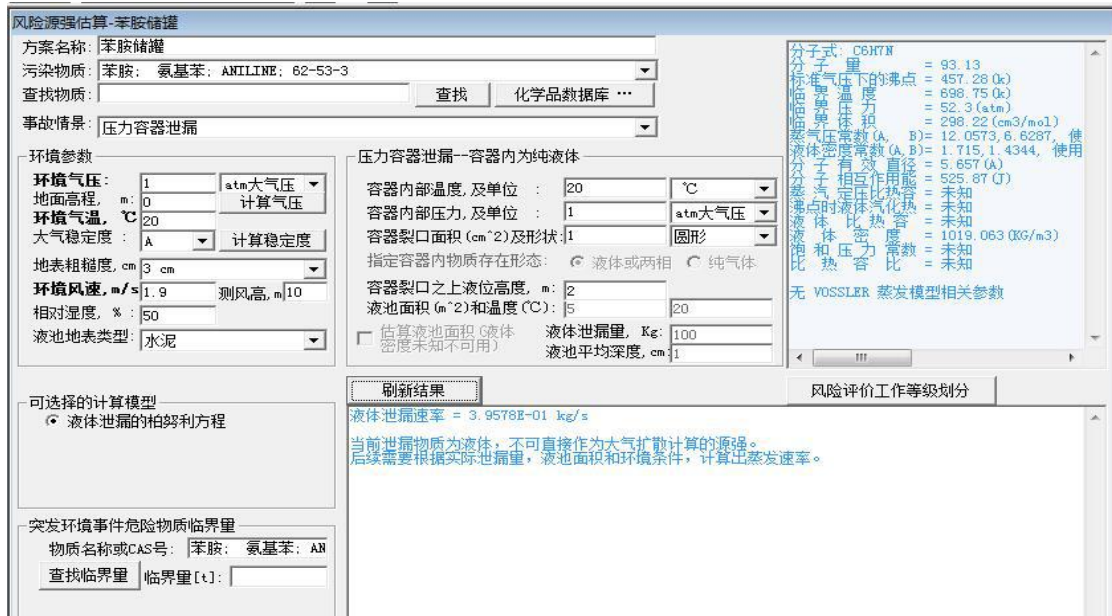 风险源强估算-苯胺储罐
方案名称: 苯胺储罐
污染物质: 苯胺; 氨基苯; ANILINE; 62-53-3
查找物质: 查找 化学品数据库 …
事故情景: 压力容器泄漏
环境参数
环境气压: 1 atm大气压
地面高程, m: 0 计算气压
环境气温, ℃ 20
大气稳定度 : A 计算稳定度
地表粗糙度, cm 3 cm
环境风速, m/s 1.9 测风高, m 10
相对湿度, % : 50
液池地表类型: 水泥
压力容器泄漏--容器内为纯液体
容器内部温度, 及单位 : 20 ℃
容器内部压力, 及单位 : 1 atm大气压
容器裂口面积(cm^2)及形状: 1 圆形
指定容器内物质存在形态: 液体或两相 纯气体
容器裂口之上液位高度, m: 2
液池面积(m^2)和温度(℃): 5 20
估算液池面积(液体密度未知不可用)
液体泄漏量, Kg: 100
液池平均深度, cm: 1
分子式: C6H7N
分 子 量 = 93.13
标准气压下的沸点 = 457.28(k)
临 界 温 度 = 698.75(k)
临 界 压 力 = 52.3(atm)
临 界 体 积 = 298.22(cm3/mol)
蒸气压常数(A, B)= 12.0573,6.6287, 使
液体密度常数(A,B)= 1.715,1.4344, 使用
分 子 有 效 直径 = 5.657(A)
分 子 相互作用能 = 525.87(J)
蒸 汽 定压比热容 = 未知
沸点时液体汽化热 = 未知
液 体 比 热 容 = 未知
液 体 密 度 = 1019.063(KG/m3)
饱 和 压 力 常数 = 未知
比 热 容 比 = 未知
无 VOSSLER 蒸发模型相关参数
刷新结果
风险评价工作等级划分
可选择的计算模型
液体泄漏的柏努利方程
液体泄漏速率 = 3.9578E-01 kg/s
当前泄漏物质为液体，不可直接作为大气扩散计算的源强。
后续需要根据实际泄漏量，液池面积和环境条件，计算出蒸发速率。
突发环境事件危险物质临界量
物质名称或CAS号: 苯胺; 氨基苯; AN
查找临界量 临界量[t]: